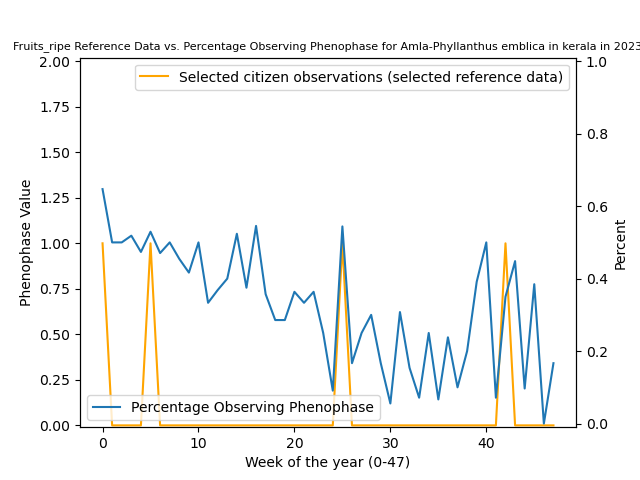 Fruits_ripe Reference Data vs. Percentage Observing Phenophase for Amla-Phyllanthus emblica in kerala in 2023
Selected citizen observations (selected reference data)
Percentage Observing Phenophase
Phenophase Value
2.00
1.75
1.50
1.25
1.00
0.75
0.50
0.25
0.00
1.0
0.8
0.6
0.4
0.2
0.0
Percent
0 10 20 30 40
Week of the year (0-47)